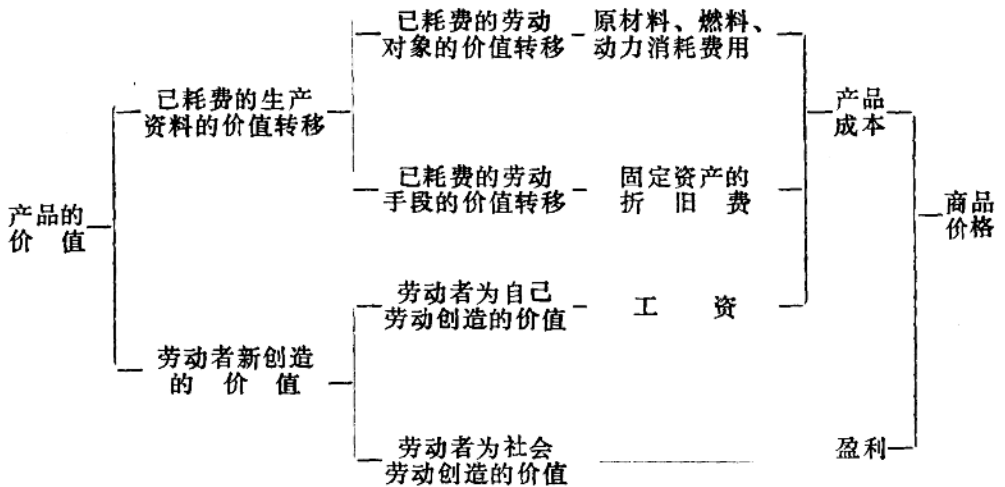 已耗费的劳动
对象的价值转移
原材料、燃料、
动力消耗费用
已耗费的生产
资料的价值转移
产品
成本
已耗费的劳动
手段的价值转移
固定资产的
折旧费
产品的
价值
商品
价格
劳动者为自己
劳动创造的价值
工资
劳动者新创造
的价值
劳动者为社会
劳动创造的价值
盈利